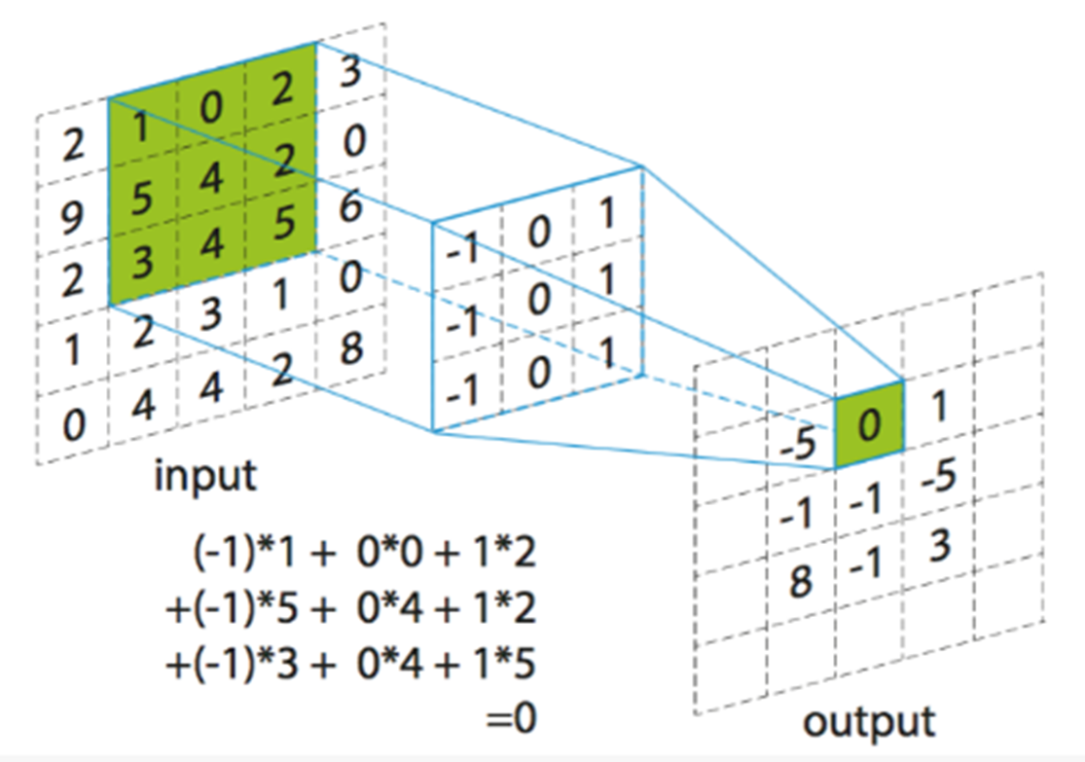 2 1 0 2 3
9 5 4 2 0
2 3 4 5 6
1 2 3 1 0
0 4 4 2 8
input
-1 0 1
-1 0 1
-1 0 1
(-1)*1 + 0*0 + 1*2
+(-1)*5 + 0*4 + 1*2
+(-1)*3 + 0*4 + 1*5
=0
-5 0 1
-1 -1 -5
8 -1 3
output